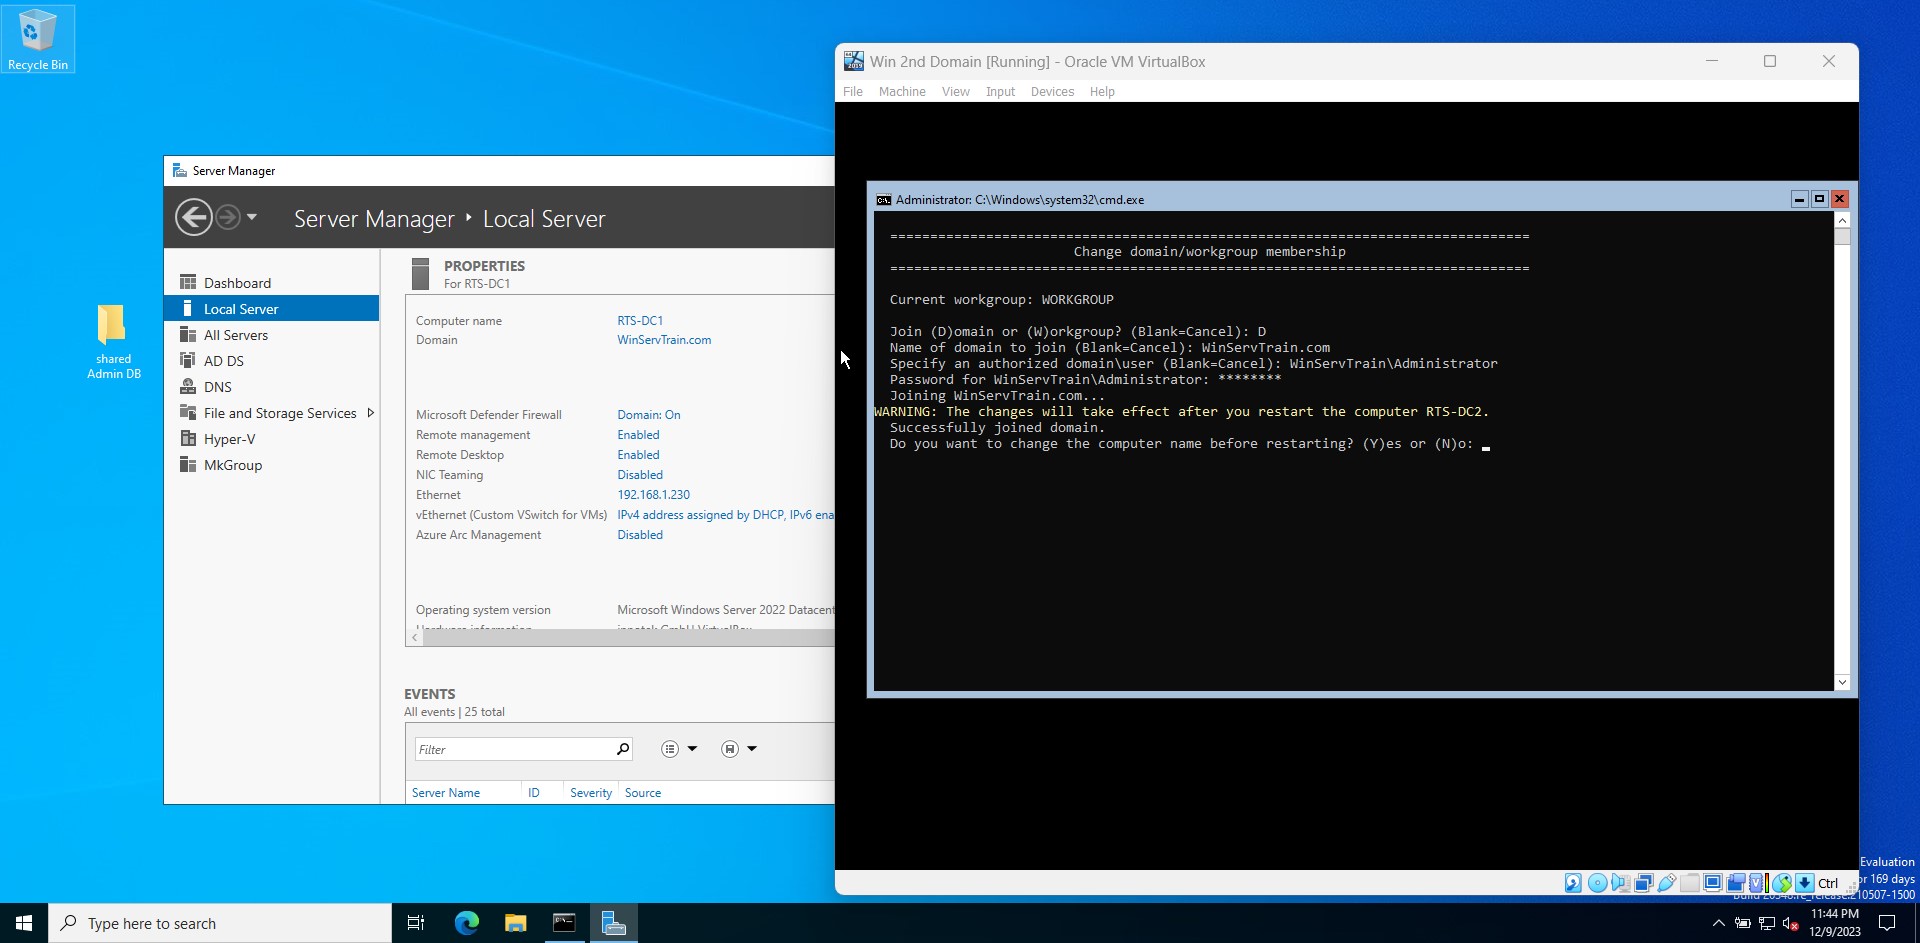 Recycle Bin
shared
Admin DB
Server Manager
Server Manager
Local Server
Dashboard
Local Server
All Servers
AD DS
DNS
File and Storage Services
Hyper-V
MkGroup
PROPERTIES
For RTS-DC1
Computer name RTS-DC1
Domain WinServTrain.com
Microsoft Defender Firewall Domain: On
Remote management Enabled
Remote Desktop Enabled
NIC Teaming Disabled
Ethernet 192.168.1.230
vEthernet (Custom VSwitch for VMs) IPv4 address assigned by DHCP, IPv6 ena
Azure Arc Management Disabled
Operating system version Microsoft Windows Server 2022 Datacent
EVENTS
All events | 25 total
Filter
Server Name ID Severity Source
Win 2nd Domain [Running] - Oracle VM VirtualBox
File Machine View Input Devices Help
Administrator: C:\Windows\system32\cmd.exe
================================================================================
Change domain/workgroup membership
================================================================================
Current workgroup: WORKGROUP
Join (D)omain or (W)orkgroup? (Blank=Cancel): D
Name of domain to join (Blank=Cancel): WinServTrain.com
Specify an authorized domain\user (Blank=Cancel): WinServTrain\Administrator
Password for WinServTrain\Administrator: ********
Joining WinServTrain.com...
WARNING: The changes will take effect after you restart the computer RTS-DC2.
Successfully joined domain.
Do you want to change the computer name before restarting? (Y)es or (N)o: _
Ctrl
Evaluation
or 169 days
210507-1500
Type here to search
11:44 PM
12/9/2023